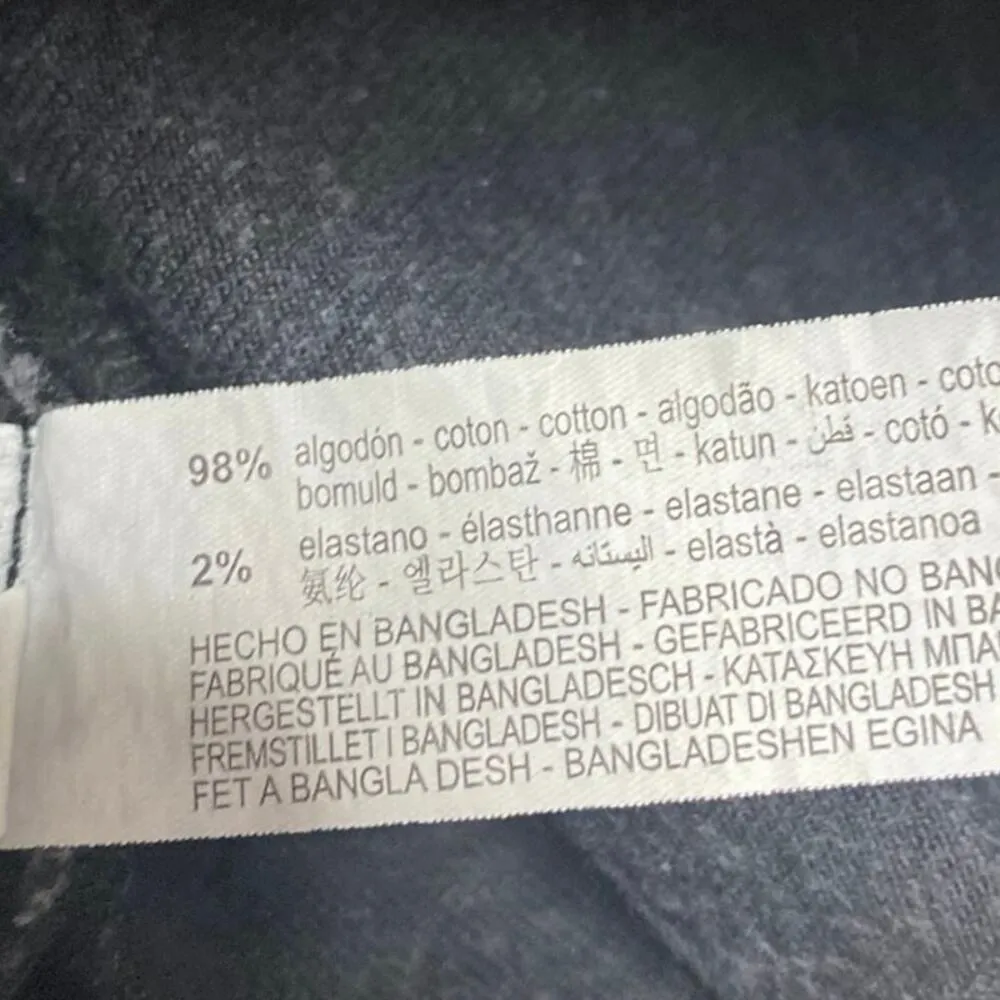 98% algodón - coton - cotton - algodão - katoen - coto
bomuld - bombaž - 棉 - 면 - katun - قطن - cotó - k
2% elastano - élasthanne - elastane - elastaan -
氨纶 - 엘라스탄 - اليستانه - elastà - elastanoa
HECHO EN BANGLADESH - FABRICADO NO BANG
FABRIQUÉ AU BANGLADESH - GEFABRICEERD IN BA
HERGESTELLT IN BANGLADESCH - ΚΑΤΑΣΚΕΥΗ ΜΠΑ
FREMSTILLET I BANGLADESH - DIBUAT DI BANGLADESH
FET A BANGLA DESH - BANGLADESHEN EGINA